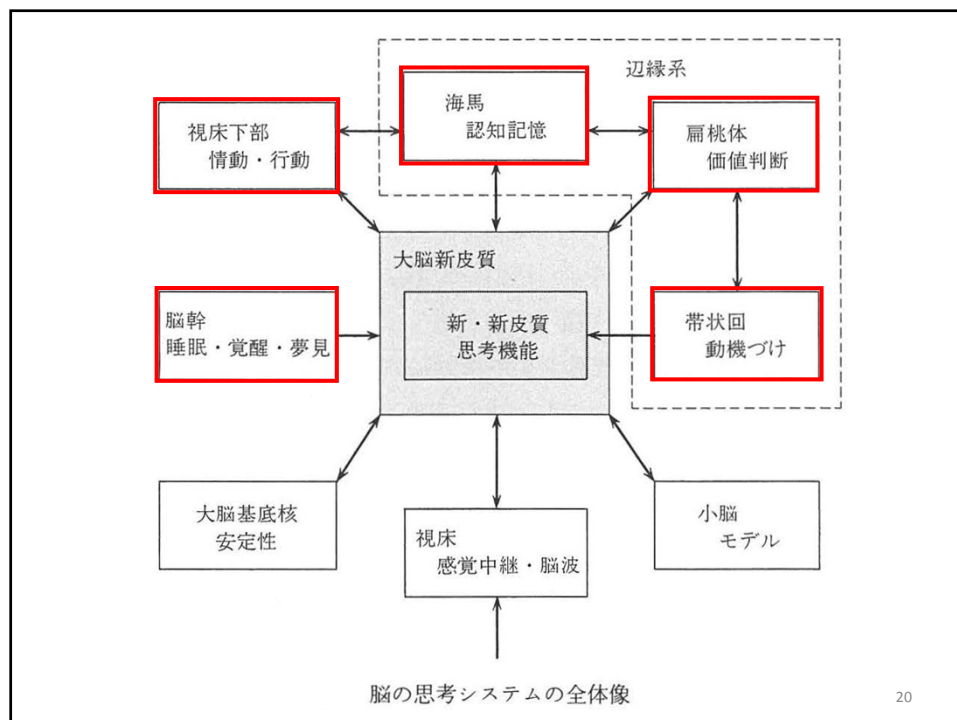 辺縁系
海馬
認知記憶
視床下部
情動・行動
扁桃体
価値判断
大脳新皮質
新・新皮質
思考機能
脳幹
睡眠・覚醒・夢見
帯状回
動機づけ
大脳基底核
安定性
視床
感覚中継・脳波
小脳
モデル
脳の思考システムの全体像
20